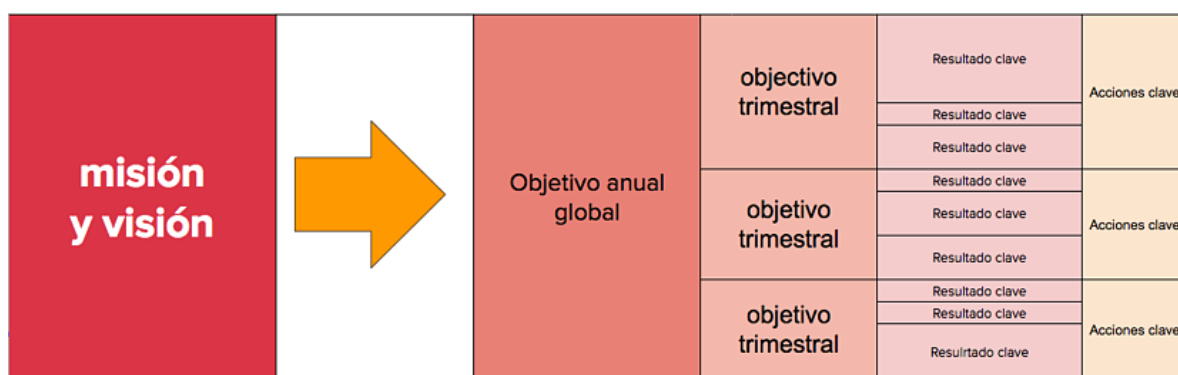 misión
y visión
Objetivo anual
global
objectivo
trimestral
Resultado clave
Resultado clave
Resultado clave
Acciones clave
objetivo
trimestral
Resultado clave
Resultado clave
Resultado clave
Acciones clave
objetivo
trimestral
Resultado clave
Resultado clave
Resulrtado clave
Acciones clave